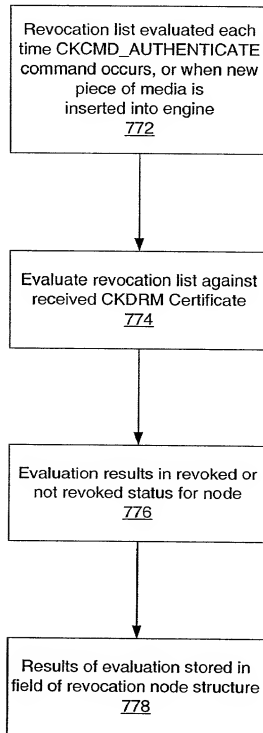 Revocation list evaluated each
time CKCMD_AUTHENTICATE
command occurs, or when new
piece of media is
inserted into engine
772
Evaluate revocation list against
received CKDRM Certificate
774
Evaluation results in revoked or
not revoked status for node
776
Results of evaluation stored in
field of revocation node structure
778